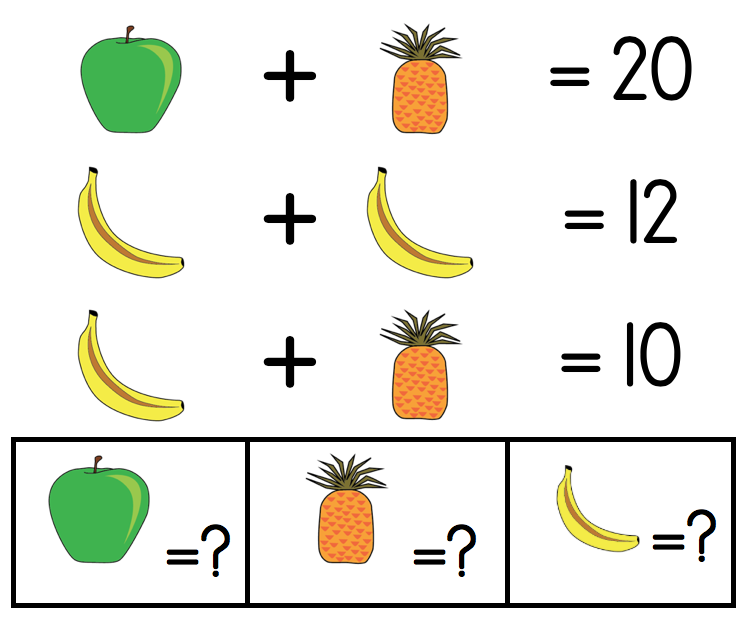 + = 20
+ = 12
+ = 10
=? =? =?